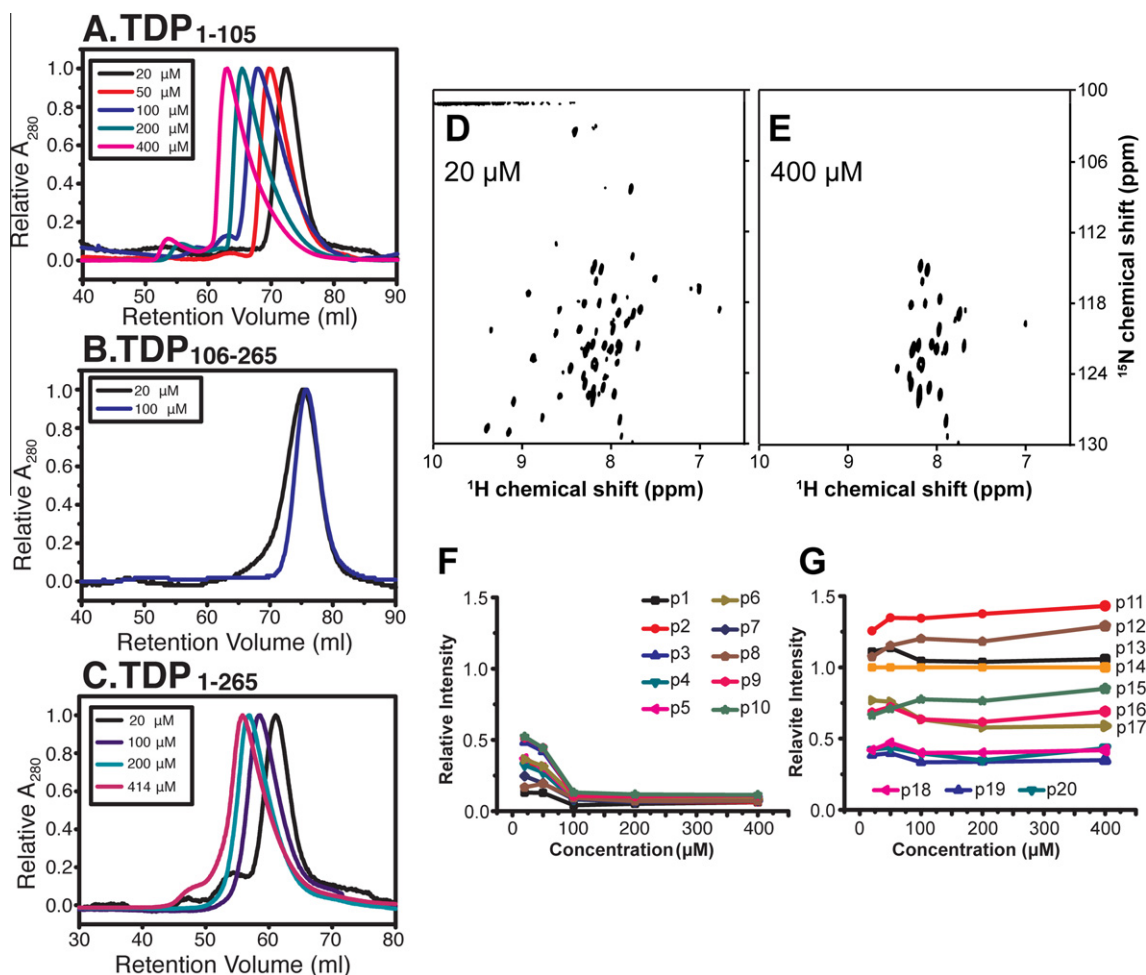 A.TDP1-105
1.0
0.8
0.6
0.4
0.2
0.0
20 μM
50 μM
100 μM
200 μM
400 μM
40 50 60 70 80 90
Relative A280
Retention Volume (ml)
B.TDP106-265
1.0
0.8
0.6
0.4
0.2
0.0
20 μM
100 μM
40 50 60 70 80 90
Relative A280
Retention Volume (ml)
C.TDP1-265
1.0
0.8
0.6
0.4
0.2
0.0
20 μM
100 μM
200 μM
414 μM
30 40 50 60 70 80
Relative A280
Retention Volume (ml)
D
20 μM
10 9 8 7
1H chemical shift (ppm)
E
400 μM
10 9 8 7
1H chemical shift (ppm)
100
106
112
118
124
130
15N chemical shift (ppm)
F
1.5
1.0
0.5
0.0
p1 p6
p2 p7
p3 p8
p4 p9
p5 p10
0 100 200 300 400
Relative Intensity
Concentration (μM)
G
1.5
1.0
0.5
0.0
p11
p12
p13
p14
p15
p16
p17
p18 p19 p20
0 100 200 300 400
Relavite Intensity
Concentration (μM)